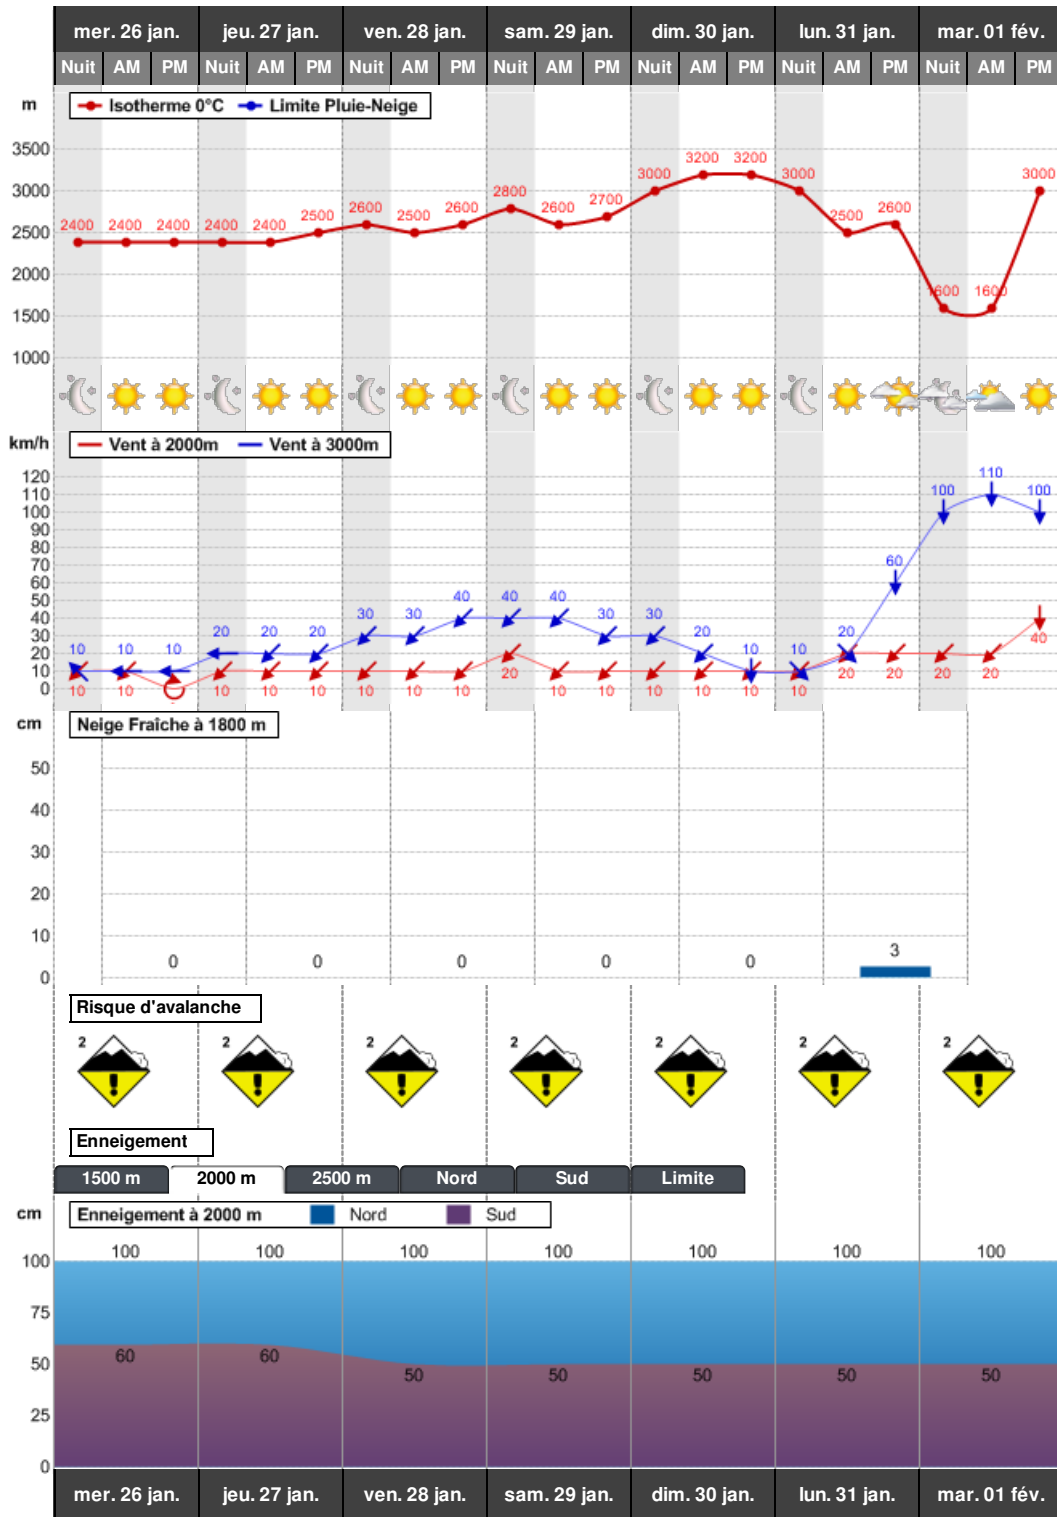 mer. 26 jan. jeu. 27 jan. ven. 28 jan. sam. 29 jan. dim. 30 jan. lun. 31 jan. mar. 01 fév.
Nuit AM PM Nuit AM PM Nuit AM PM Nuit AM PM Nuit AM PM Nuit AM PM Nuit AM PM
m Isotherme 0°C Limite Pluie-Neige
3500
3000
2500
2000
1500
1000
2400 2400 2400 2400 2400 2500 2600 2500 2600 2800 2600 2700 3000 3200 3200 3000 2500 2600 1600 1600 3000
km/h Vent à 2000m Vent à 3000m
120
110
100
90
80
70
60
50
40
30
20
10
0
10 10 10 20 20 20 30 30 40 40 40 30 30 20 10 10 20 60 100 110 100
10 10 10 10 10 10 10 10 20 10 10 10 10 10 10 20 20 20 20 40
cm Neige Fraîche à 1800 m
50
40
30
20
10
0
0 0 0 0 0 3
Risque d'avalanche
2 2 2 2 2 2 2
Enneigement
1500 m 2000 m 2500 m Nord Sud Limite
cm Enneigement à 2000 m Nord Sud
100 100 100 100 100 100 100
100
75
50
25
0
60 60 50 50 50 50 50
mer. 26 jan. jeu. 27 jan. ven. 28 jan. sam. 29 jan. dim. 30 jan. lun. 31 jan. mar. 01 fév.